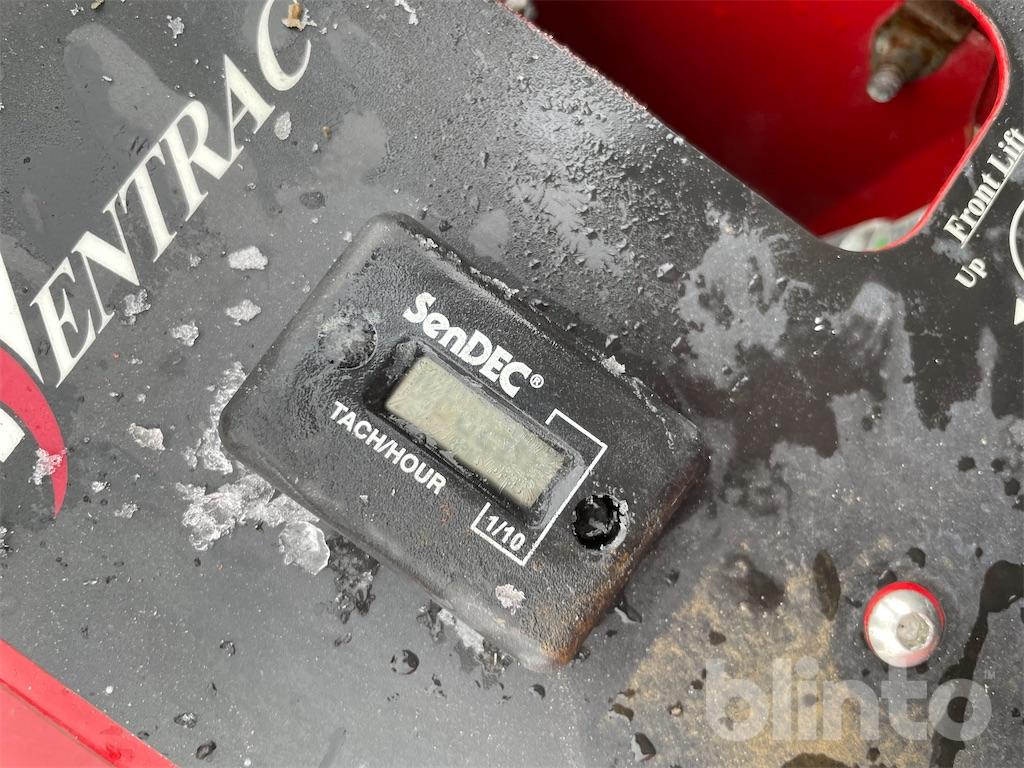 VENTRAC
SenDEC®
TACH/HOUR
1/10
Front Lift
Up
blinto